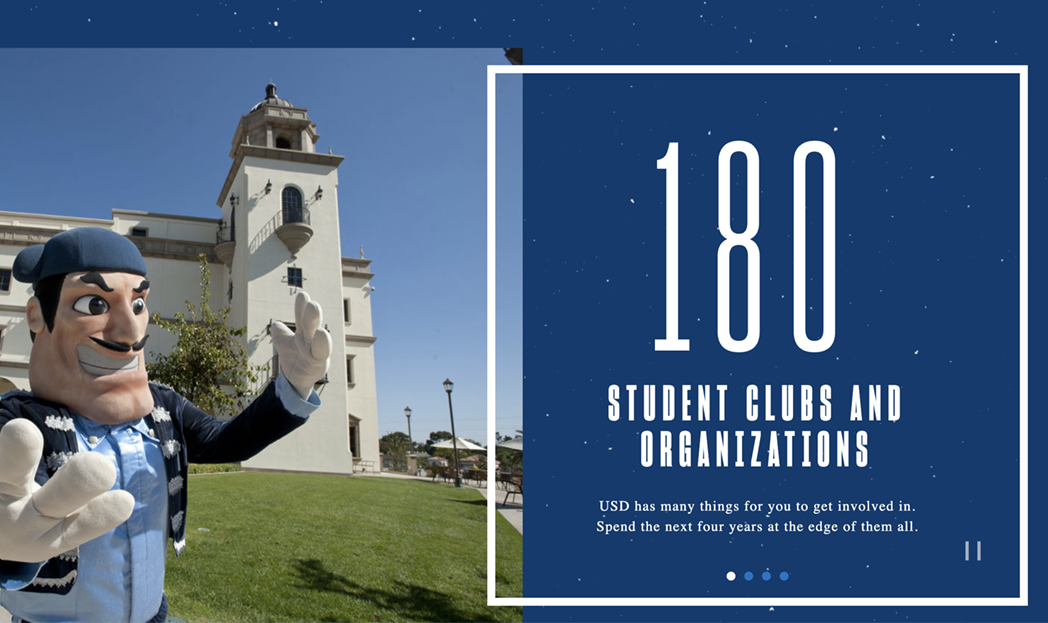 180
STUDENT CLUBS AND
ORGANIZATIONS
USD has many things for you to get involved in.
Spend the next four years at the edge of them all.